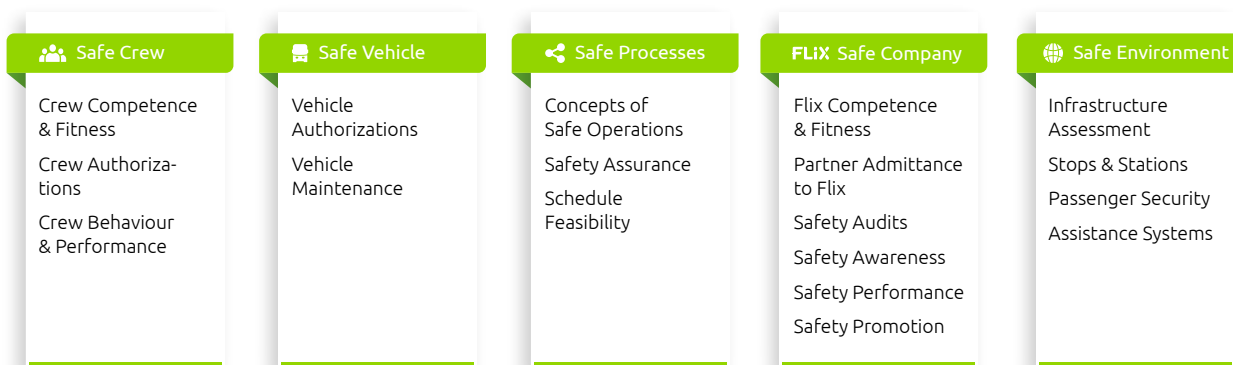 Safe Crew
Crew Competence
& Fitness
Crew Authoriza-
tions
Crew Behaviour
& Performance
Safe Vehicle
Vehicle
Authorizations
Vehicle
Maintenance
Safe Processes
Concepts of
Safe Operations
Safety Assurance
Schedule
Feasibility
FLiX Safe Company
Flix Competence
& Fitness
Partner Admittance
to Flix
Safety Audits
Safety Awareness
Safety Performance
Safety Promotion
Safe Environment
Infrastructure
Assessment
Stops & Stations
Passenger Security
Assistance Systems